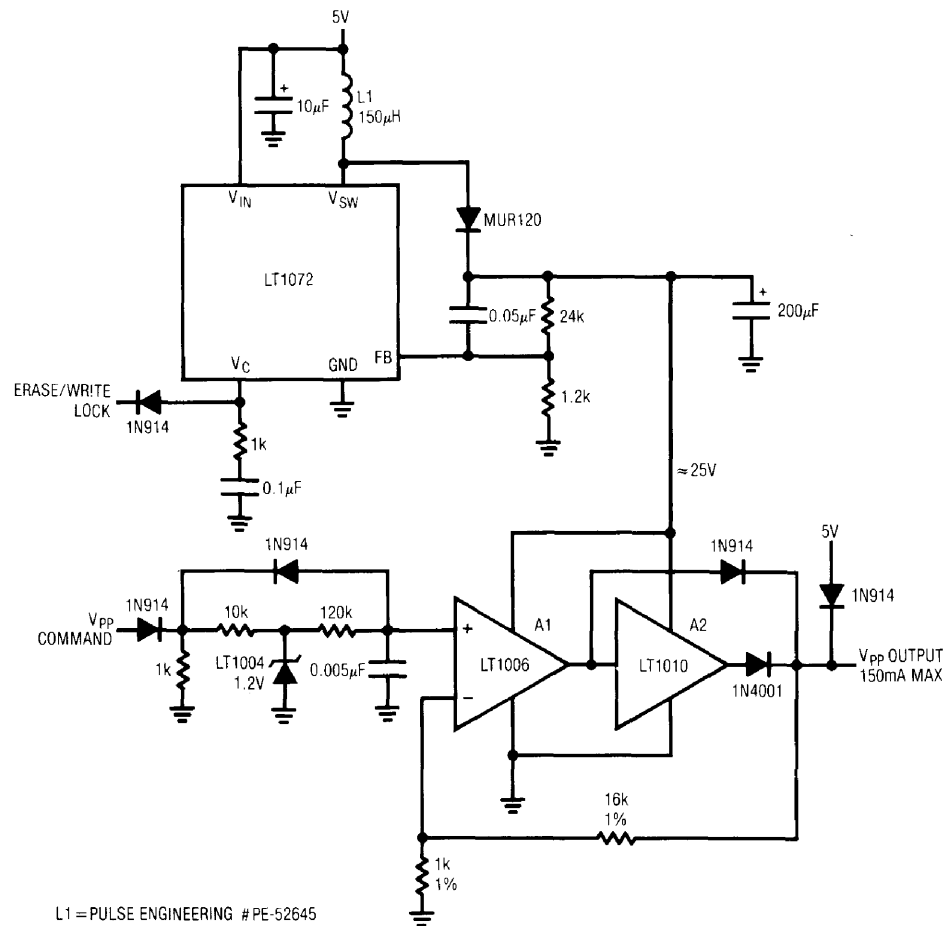 5V
+
10μF
L1
150μH
VIN
VSW
MUR120
LT1072
0.05μF
24k
+
200μF
FB
VC
GND
ERASE/WRITE
LOCK
1N914
1k
1.2k
0.1μF
≈25V
1N914
1N914
5V
VPP
COMMAND
1N914
10k
120k
1N914
+
A1
A2
1k
LT1004
1.2V
0.005μF
LT1006
LT1010
VPP OUTPUT
150mA MAX
1N4001
−
16k
1%
1k
1%
L1 = PULSE ENGINEERING #PE-52645